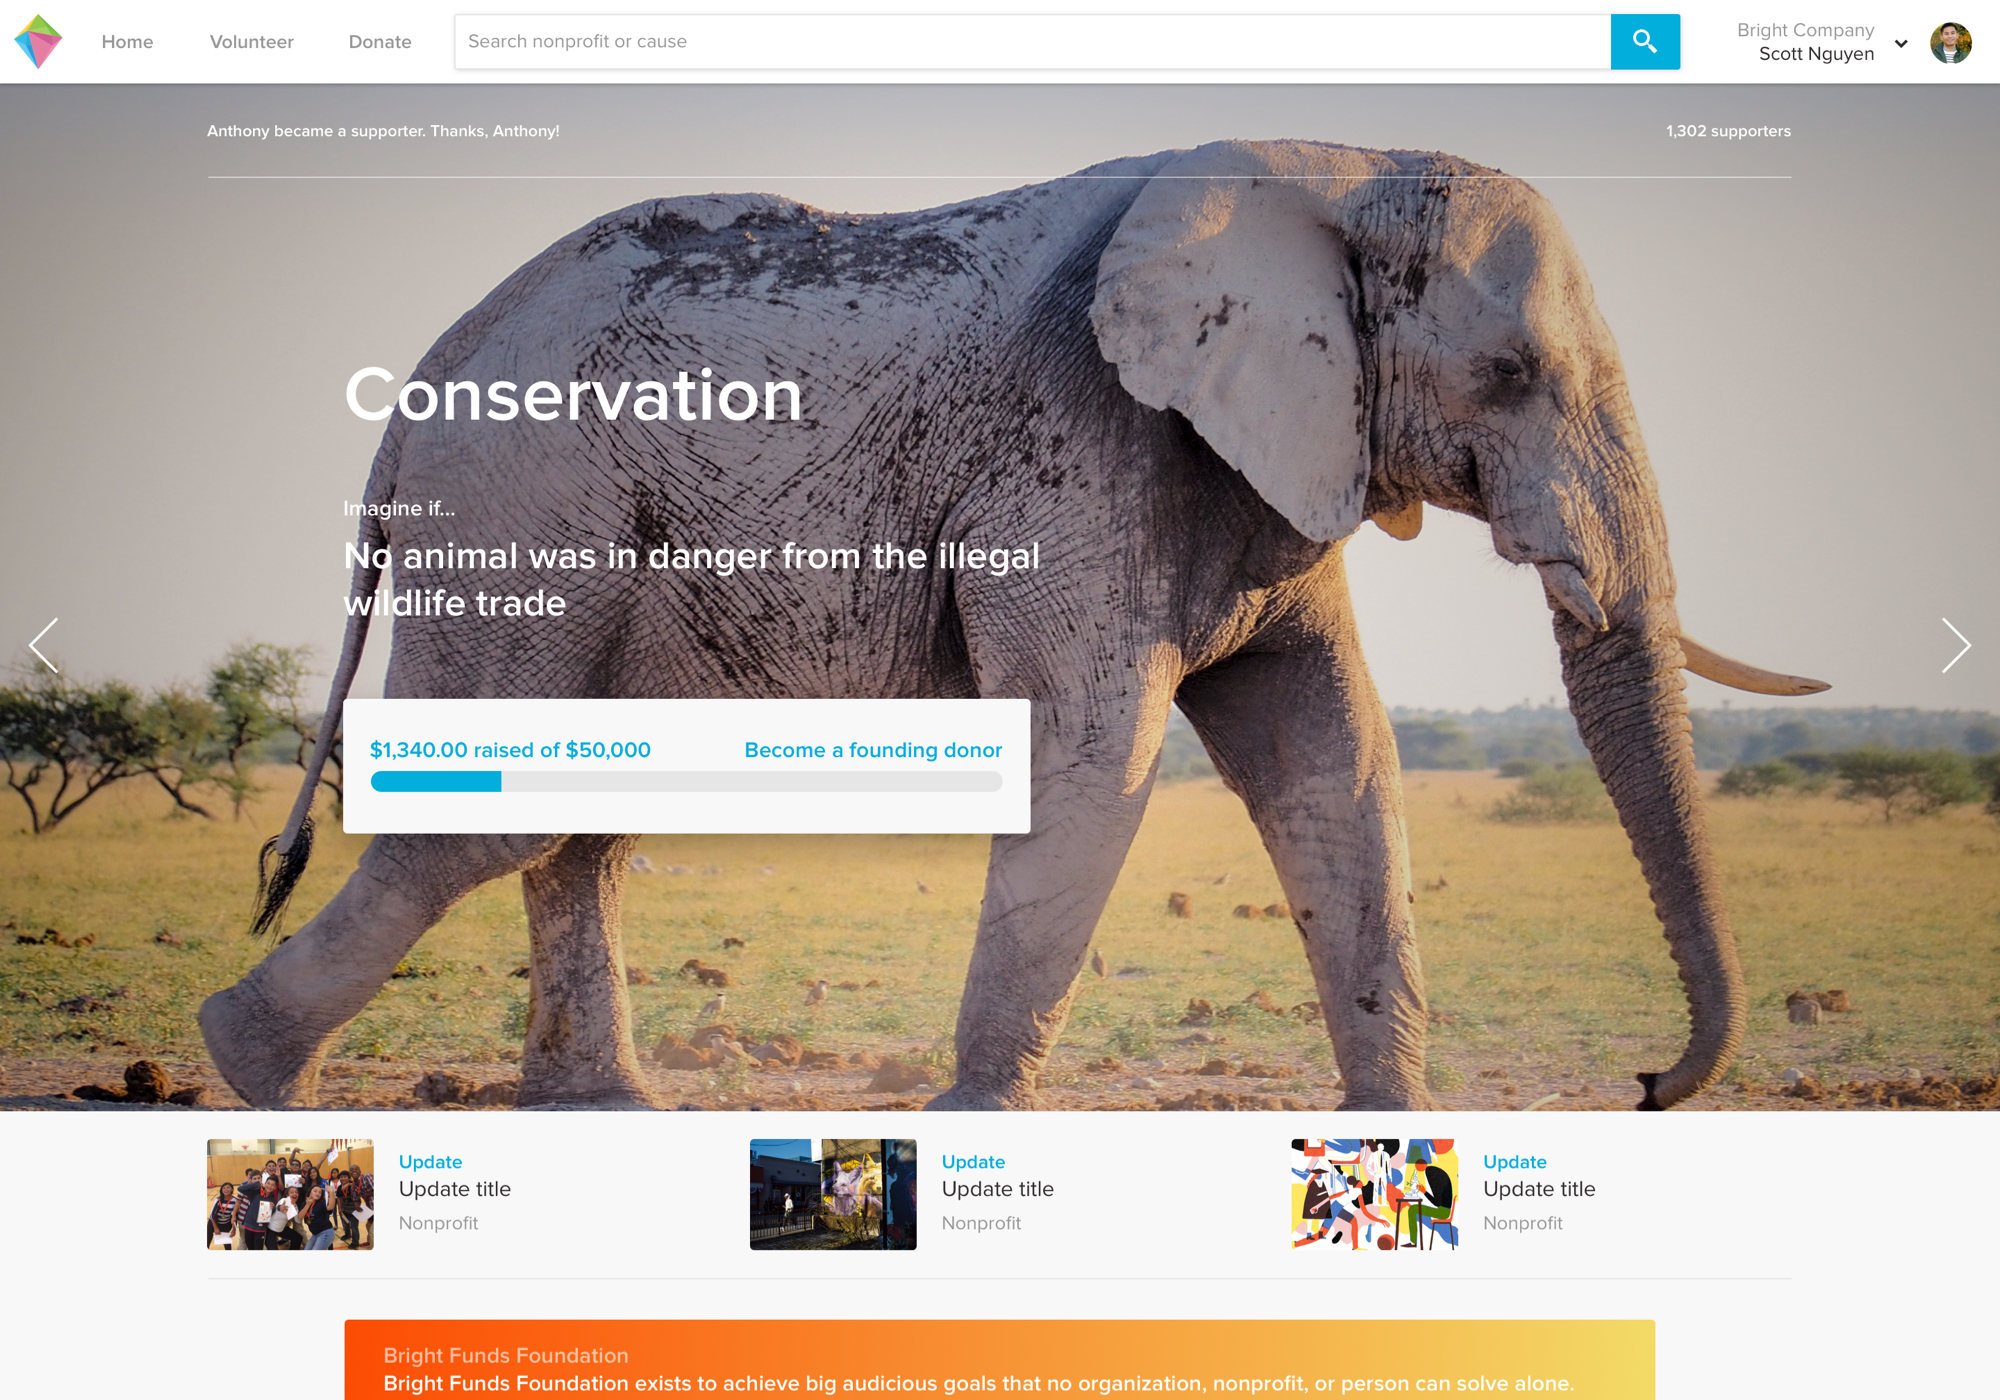 Home
Volunteer
Donate
Search nonprofit or cause
Bright Company
Scott Nguyen
Anthony became a supporter. Thanks, Anthony!
1,302 supporters
Conservation
Imagine if...
No animal was in danger from the illegal
wildlife trade
$1,340.00 raised of $50,000
Become a founding donor
Update
Update title
Nonprofit
Update
Update title
Nonprofit
Update
Update title
Nonprofit
Bright Funds Foundation
Bright Funds Foundation exists to achieve big audicious goals that no organization, nonprofit, or person can solve alone.